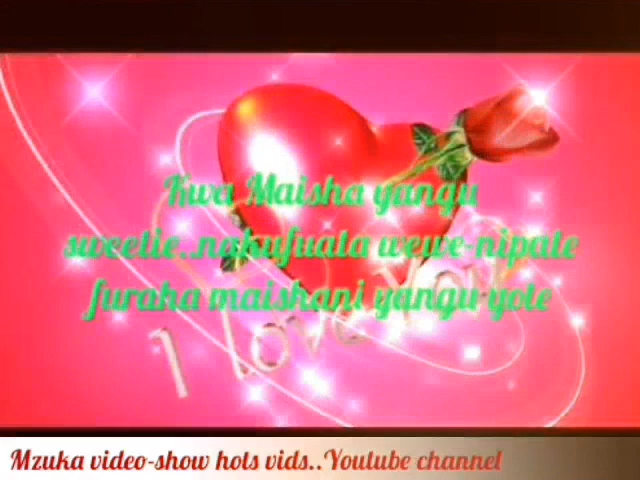 Kwa Maisha yangu
sweetie..nakufuata wewe-nipate
furaha maishani yangu yote
I love You
Mzuka video-show hots vids..Youtube channel